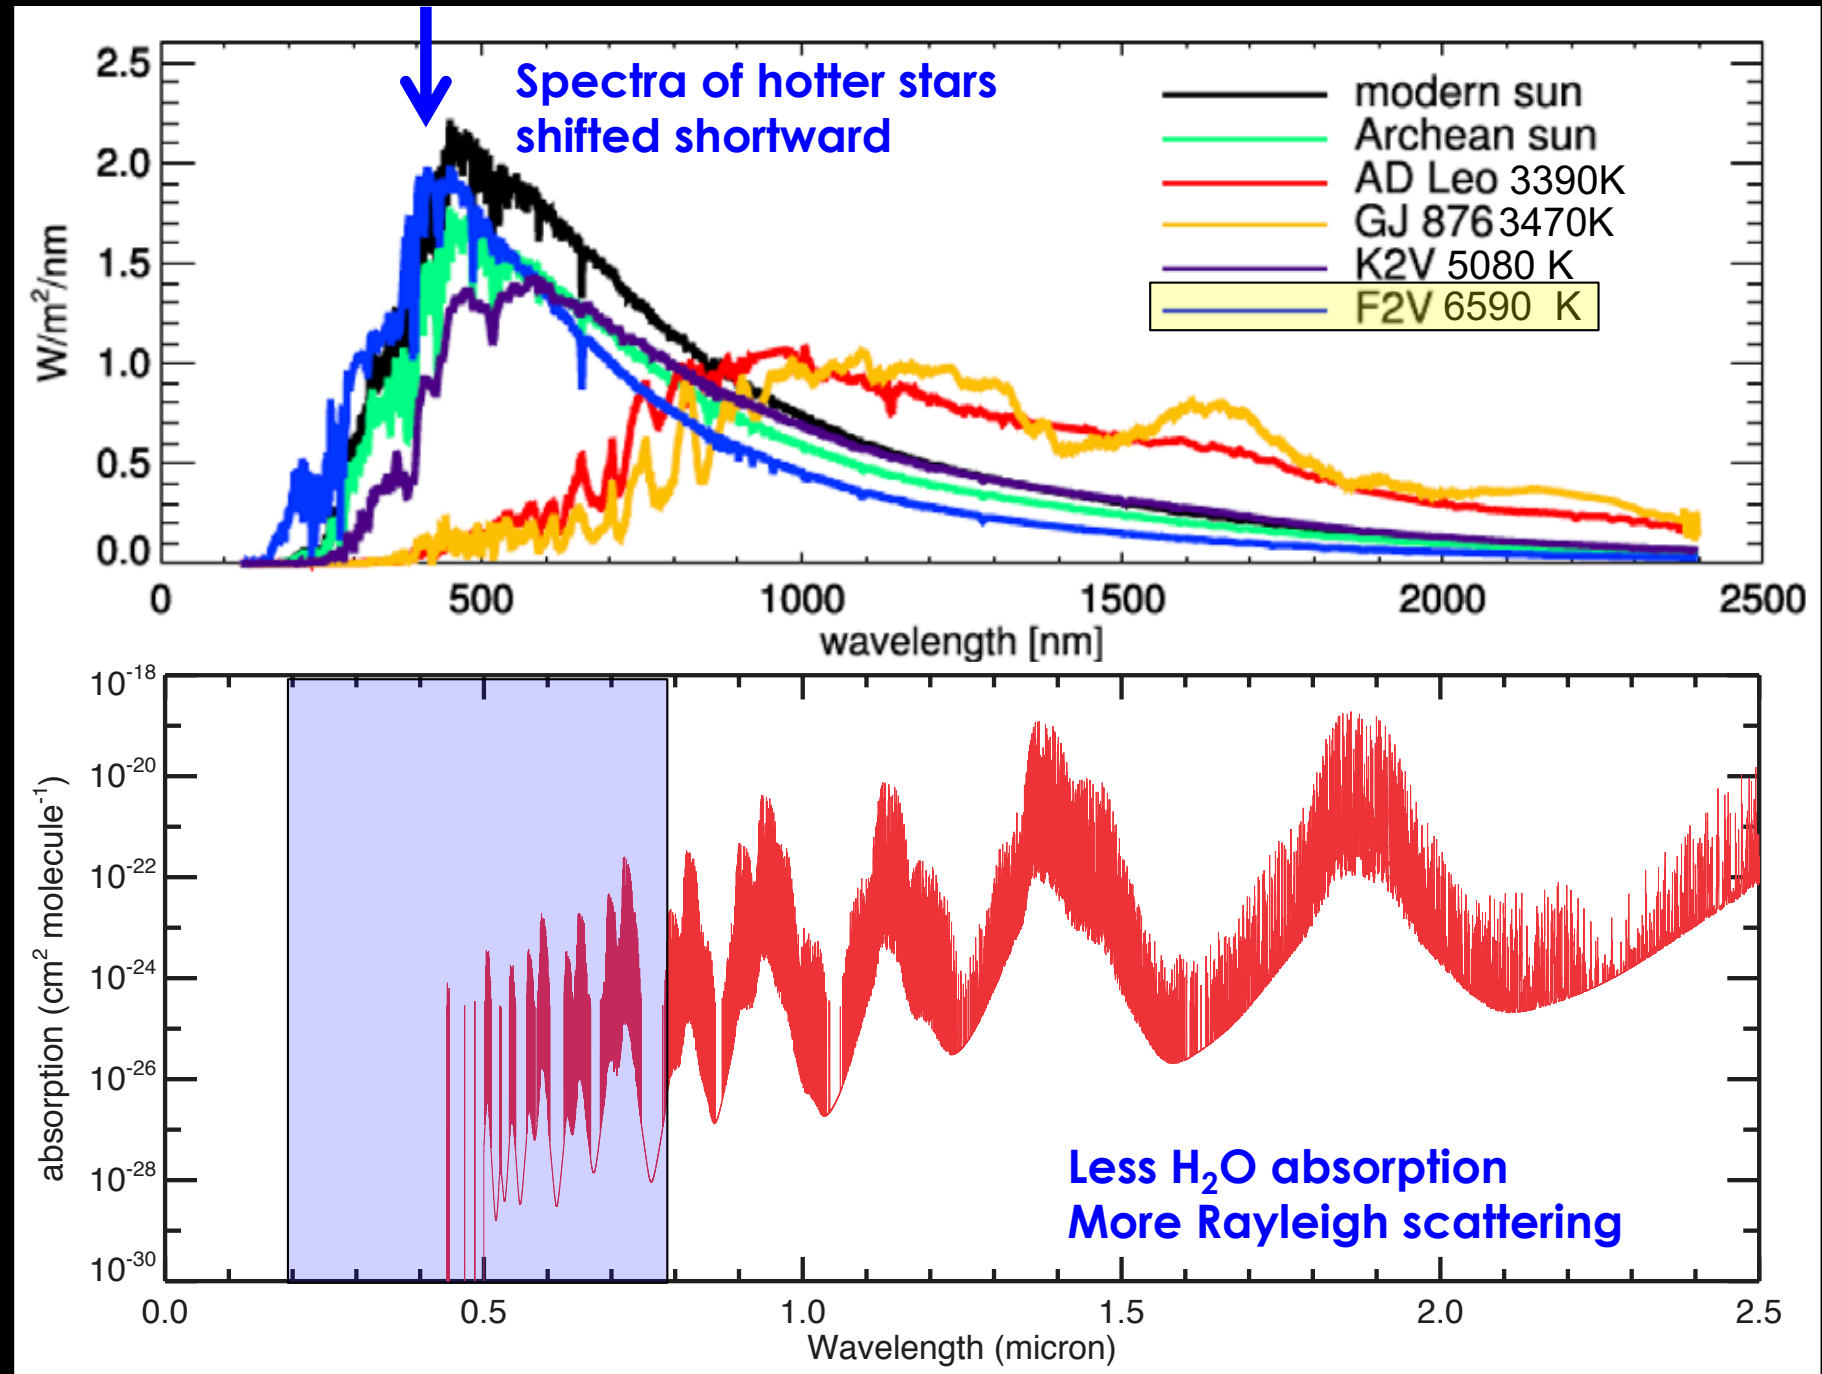 Spectra of hotter stars
shifted shortward
modern sun
Archean sun
AD Leo 3390K
GJ 876 3470K
K2V 5080 K
F2V 6590 K
W/m²/nm
2.5
2.0
1.5
1.0
0.5
0.0
0 500 1000 1500 2000 2500
wavelength [nm]
absorption (cm² molecule⁻¹)
10⁻¹⁸
10⁻²⁰
10⁻²²
10⁻²⁴
10⁻²⁶
10⁻²⁸
10⁻³⁰
Less H₂O absorption
More Rayleigh scattering
0.0 0.5 1.0 1.5 2.0 2.5
Wavelength (micron)